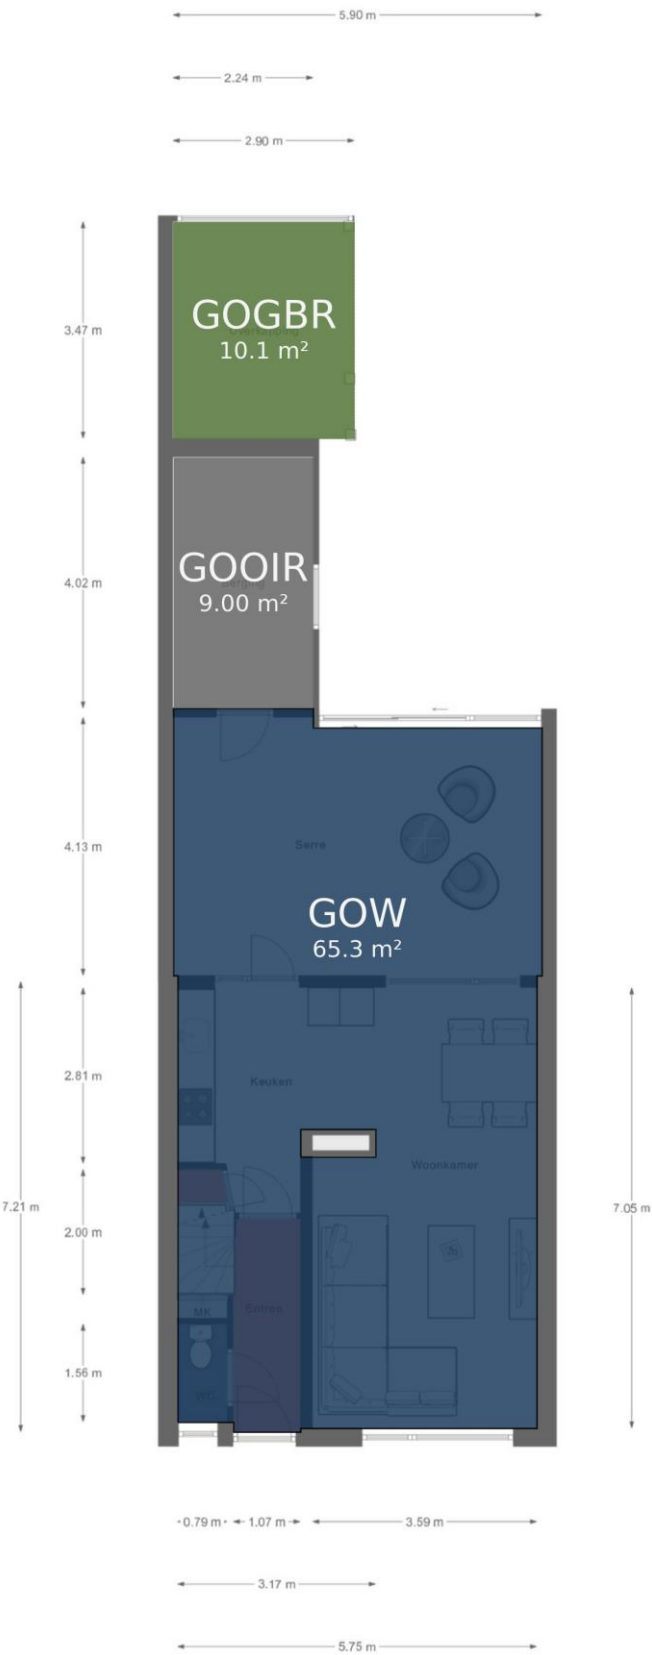 5.90 m
2.24 m
2.90 m
3.47 m
GOGBR
Overkapping
10.1 m²
4.02 m
GOOIR
Berging
9.00 m²
4.13 m
Serre
GOW
65.3 m²
2.81 m
Keuken
Woonkamer
7.21 m
7.05 m
2.00 m
MK
Entree
1.56 m
WC
0.79 m
1.07 m
3.59 m
3.17 m
5.75 m